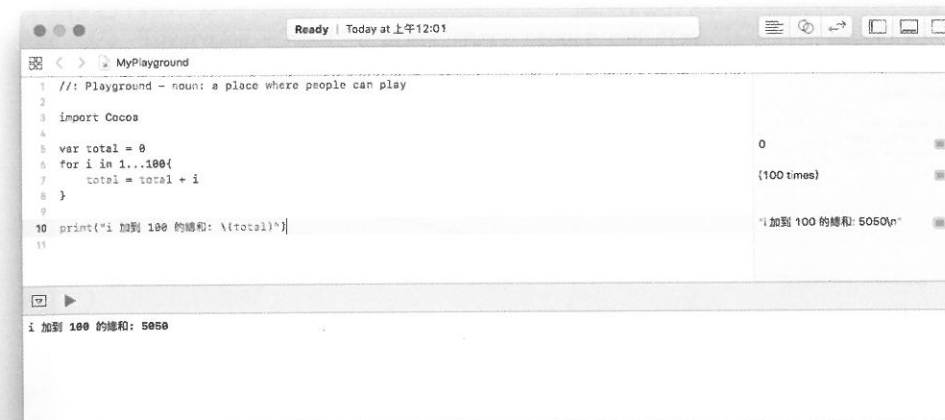 Ready | Today at 上午12:01
MyPlayground
1 //: Playground - noun: a place where people can play
2
3 import Cocoa
4
5 var total = 0
0
6 for i in 1...100{
7 total = total + i
(100 times)
8 }
9
10 print("i 加到 100 的總和: \(total)")
"i 加到 100 的總和: 5050\n"
11
i 加到 100 的總和: 5050